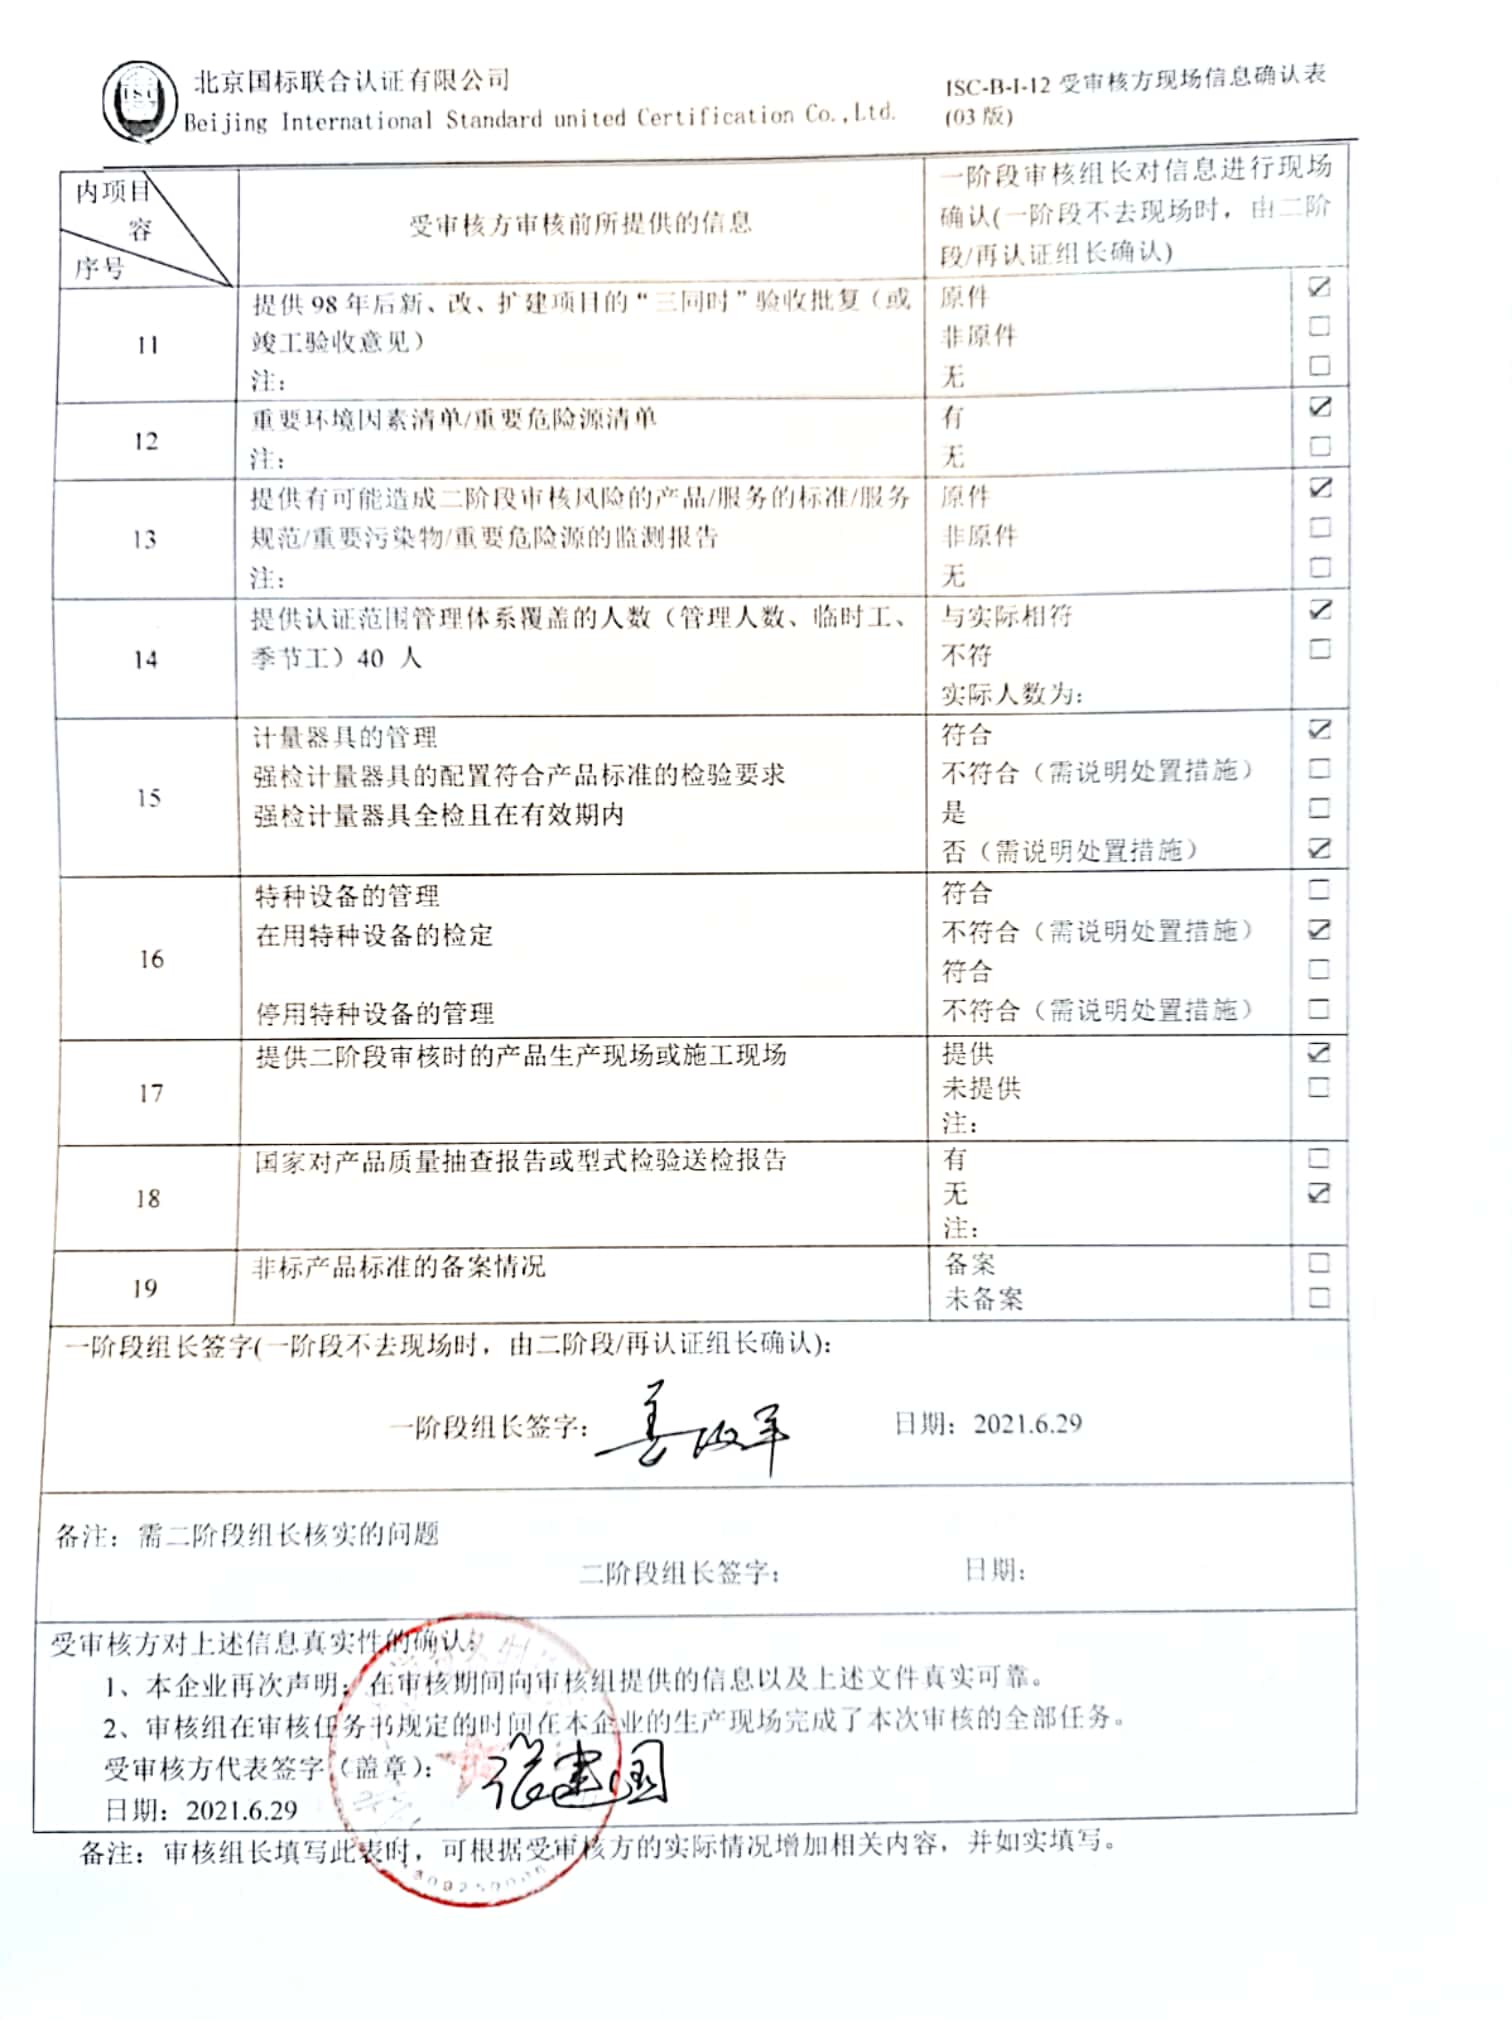 北京国标联合认证有限公司
Beijing International Standard united Certification Co.,Ltd.
ISC-B-I-12 受审核方现场信息确认表
(03 版)
ISC
内项目
容
序号
受审核方审核前所提供的信息
一阶段审核组长对信息进行现场
确认(一阶段不去现场时，由二阶
段/再认证组长确认)
11
提供 98 年后新、改、扩建项目的“三同时”验收批复（或
竣工验收意见）
注：
原件 ☑
非原件 ☐
无 ☐
12
重要环境因素清单/重要危险源清单
注：
有 ☑
无 ☐
13
提供有可能造成二阶段审核风险的产品/服务的标准/服务
规范/重要污染物/重要危险源的监测报告
注：
原件 ☑
非原件 ☐
无 ☐
14
提供认证范围管理体系覆盖的人数（管理人数、临时工、
季节工）40 人
与实际相符 ☑
不符 ☐
实际人数为：
15
计量器具的管理
强检计量器具的配置符合产品标准的检验要求
强检计量器具全检且在有效期内
符合 ☑
不符合（需说明处置措施） ☐
是 ☐
否（需说明处置措施） ☑
16
特种设备的管理
在用特种设备的检定
停用特种设备的管理
符合 ☐
不符合（需说明处置措施） ☑
符合 ☐
不符合（需说明处置措施） ☐
17
提供二阶段审核时的产品生产现场或施工现场
提供 ☑
未提供 ☐
注：
18
国家对产品质量抽查报告或型式检验送检报告
有 ☐
无 ☑
注：
19
非标产品标准的备案情况
备案 ☐
未备案 ☐
一阶段组长签字(一阶段不去现场时，由二阶段/再认证组长确认)：
一阶段组长签字：
日期：2021.6.29
备注：需二阶段组长核实的问题
二阶段组长签字：
日期：
受审核方对上述信息真实性的确认：
1、本企业再次声明：在审核期间向审核组提供的信息以及上述文件真实可靠。
2、审核组在审核任务书规定的时间在本企业的生产现场完成了本次审核的全部任务。
受审核方代表签字（盖章）： 张建国
日期：2021.6.29
备注：审核组长填写此表时，可根据受审核方的实际情况增加相关内容，并如实填写。